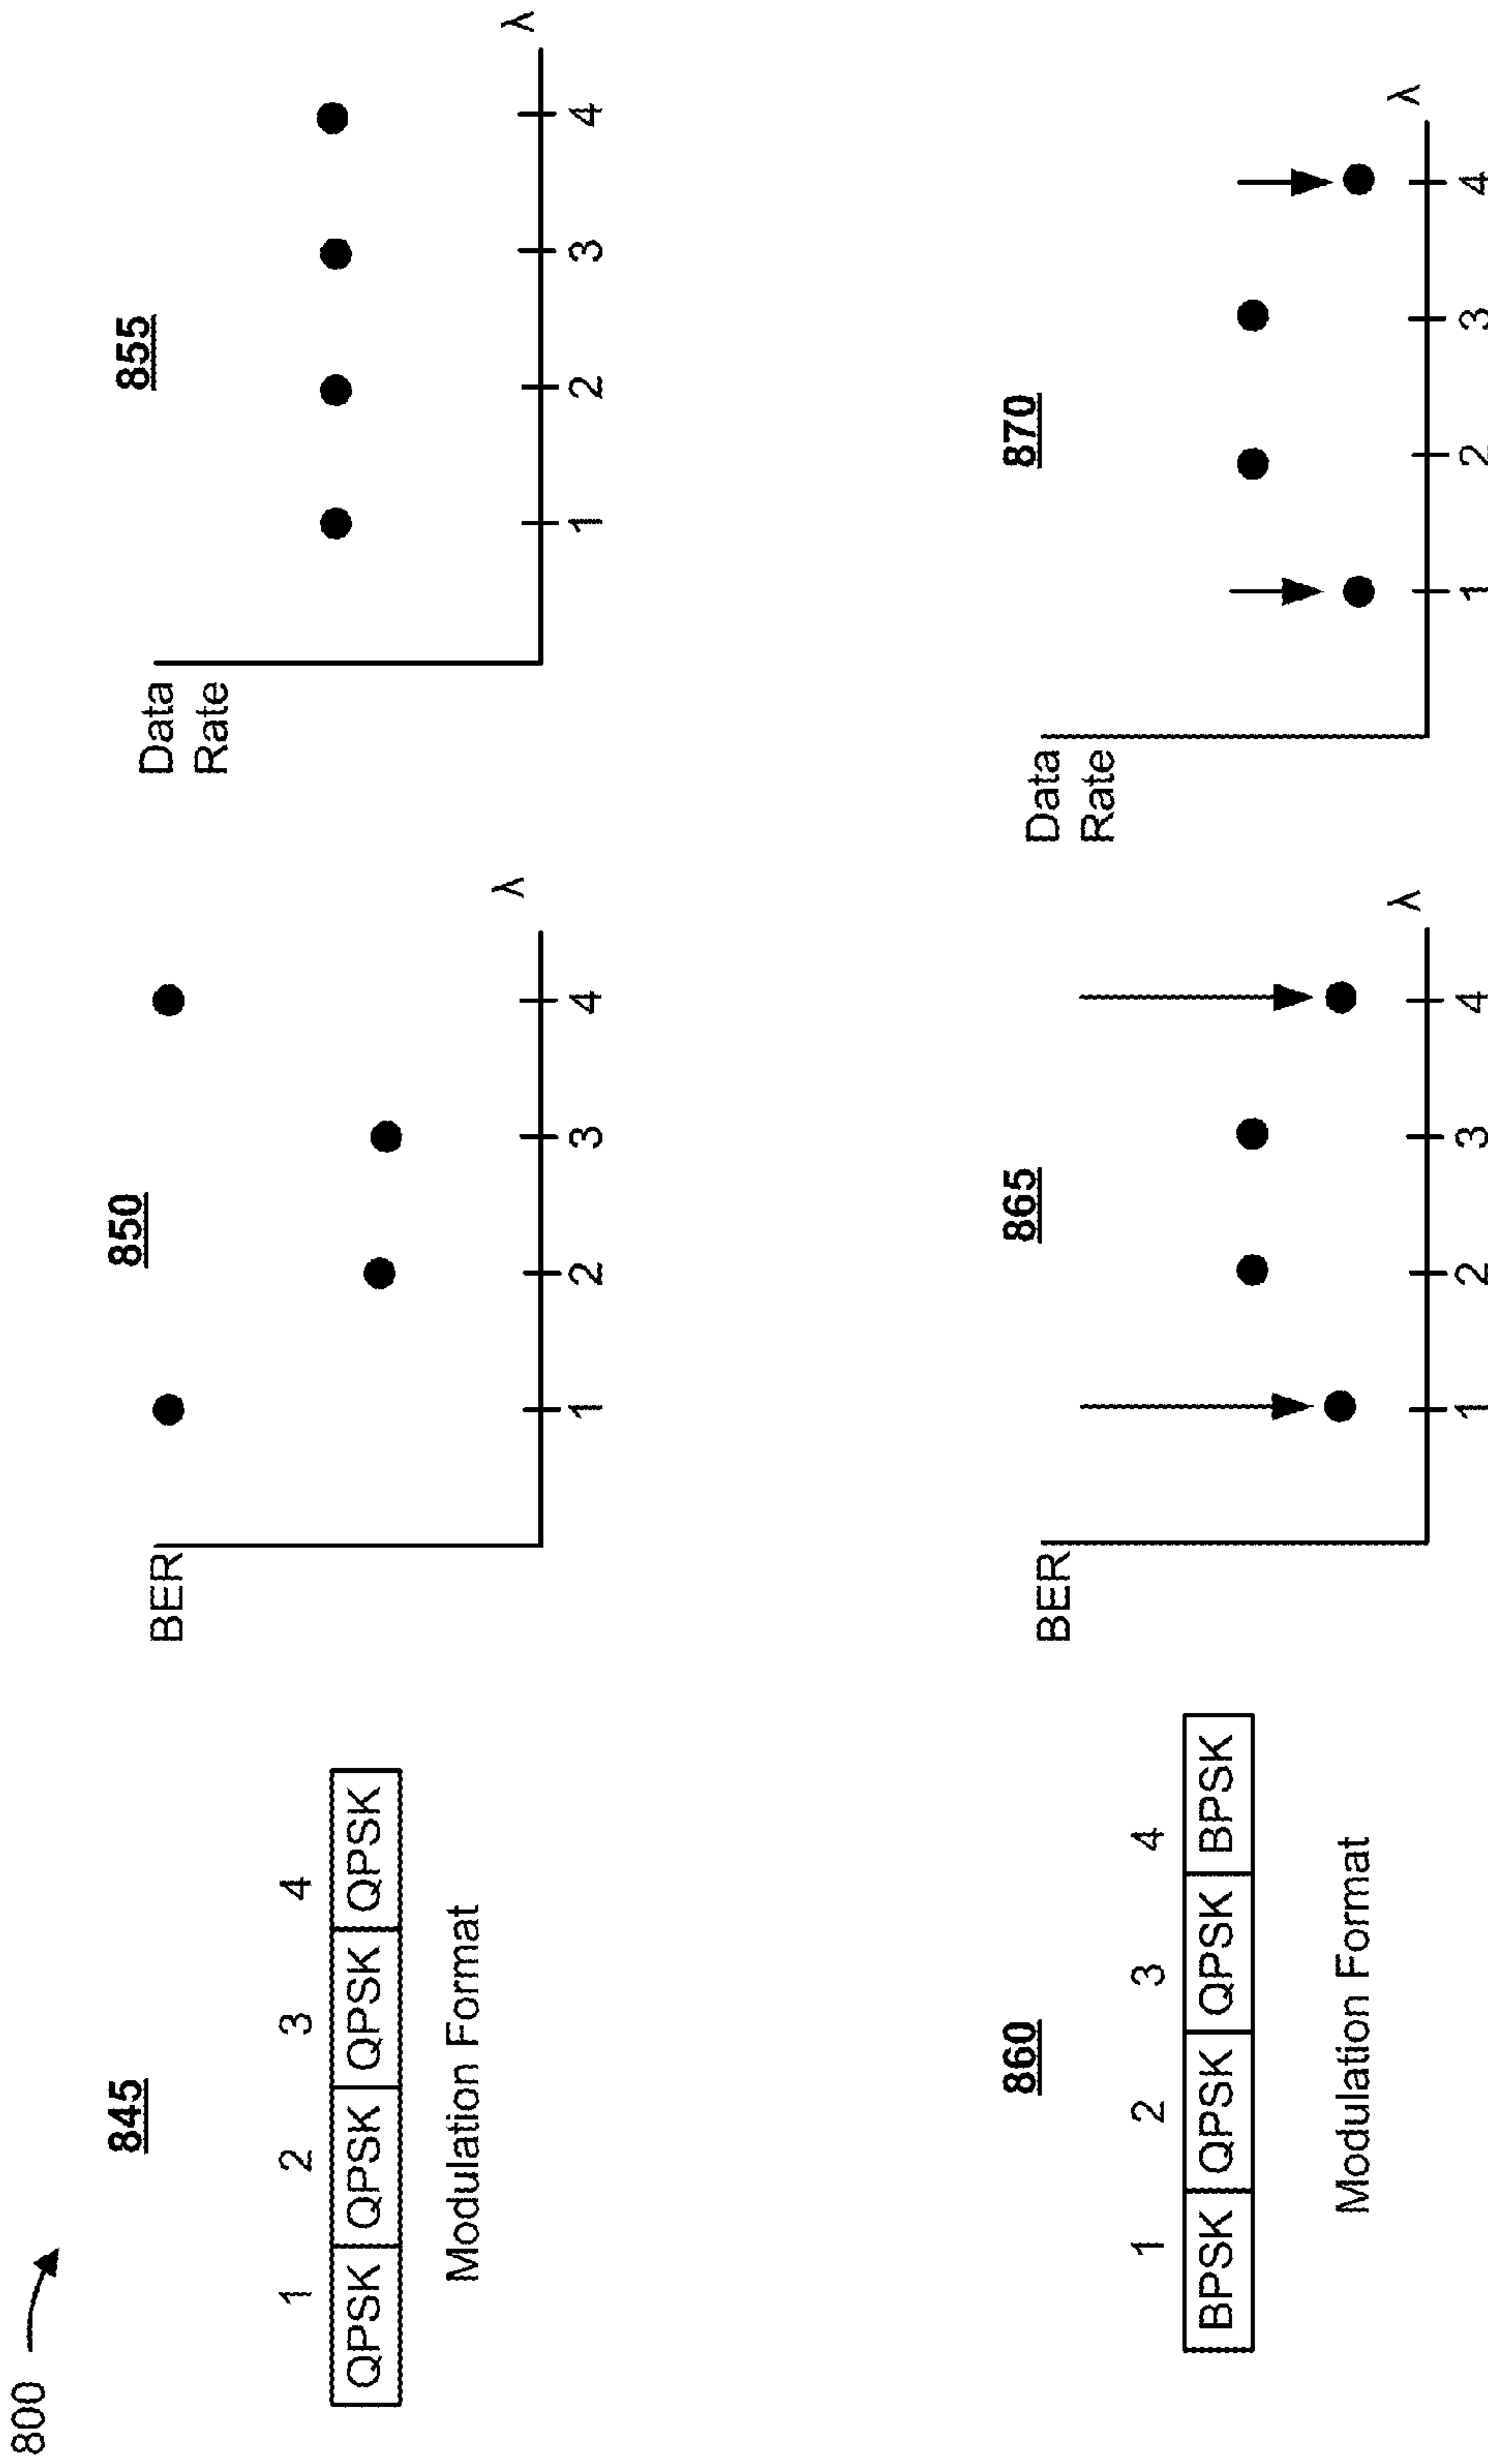 800
845
1 2 3 4
QPSK QPSK QPSK QPSK
Modulation Format
850
BER
λ
1 2 3 4
855
Data
Rate
λ
1 2 3 4
860
1 2 3 4
BPSK QPSK QPSK BPSK
Modulation Format
865
BER
λ
1 2 3 4
870
Data
Rate
λ
1 2 3 4